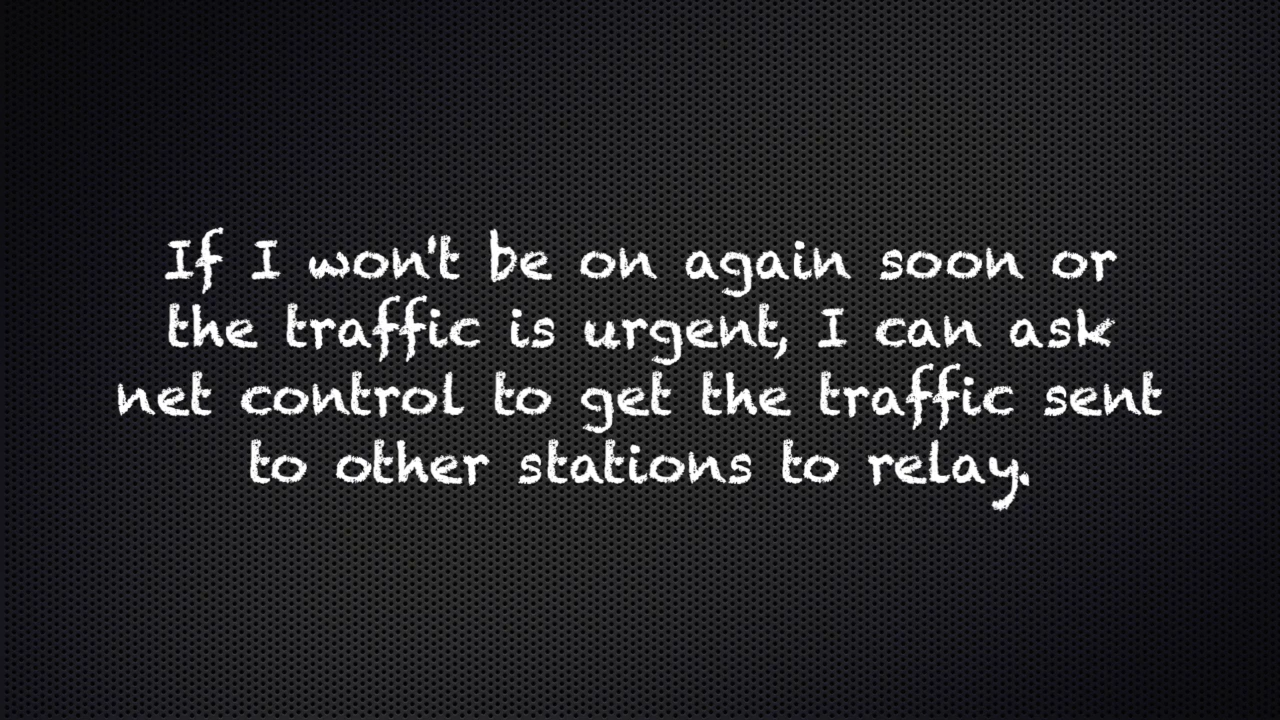 If I won't be on again soon or
the traffic is urgent, I can ask
net control to get the traffic sent
to other stations to relay.